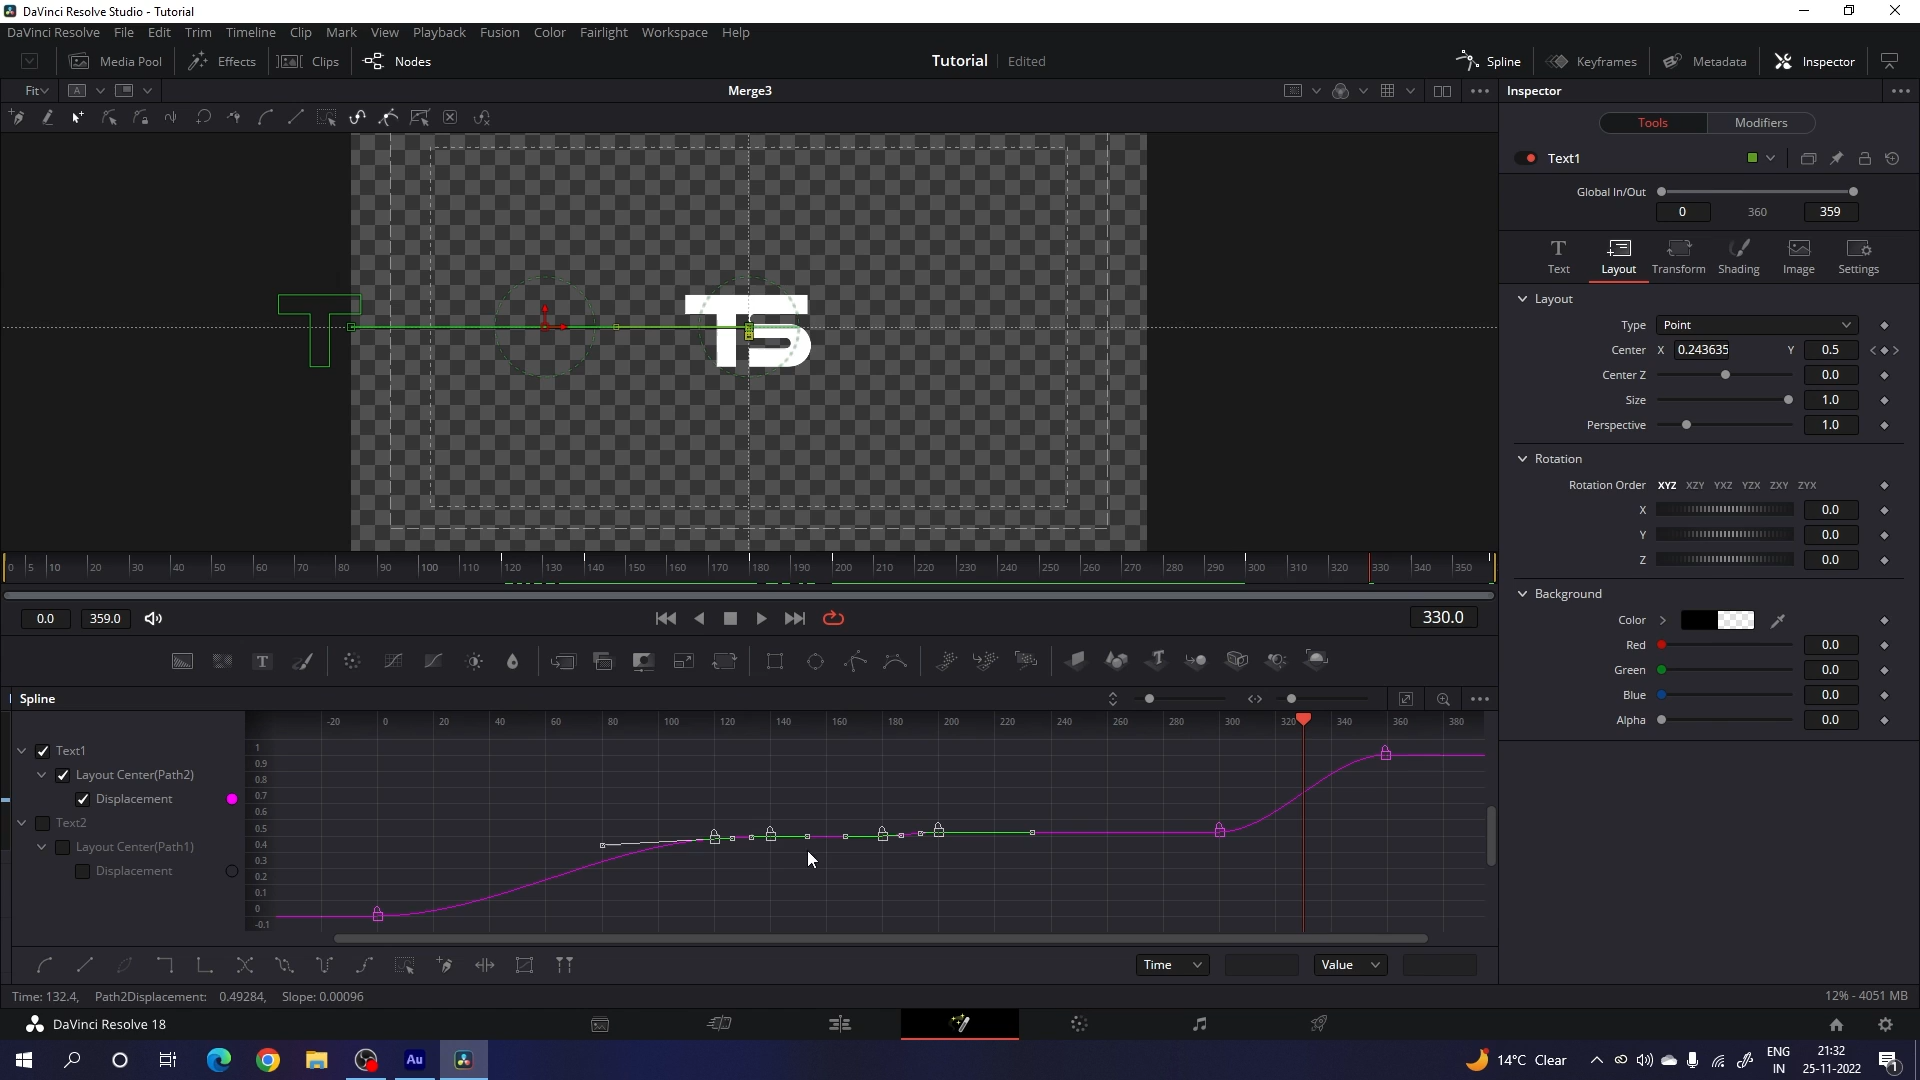 DaVinci Resolve Studio - Tutorial
DaVinci Resolve File Edit Trim Timeline Clip Mark View Playback Fusion Color Fairlight Workspace Help
Media Pool Effects Clips Nodes Tutorial Edited Spline Keyframes Metadata Inspector
Fit A Merge3 Inspector
Tools Modifiers
Text1
Global In/Out
0 360 359
Text Layout Transform Shading Image Settings
TS
Layout
Type Point
Center X 0.243635 Y 0.5
Center Z 0.0
Size 1.0
Perspective 1.0
Rotation
Rotation Order XYZ XZY YXZ YZX ZXY ZYX
X 0.0
Y 0.0
Z 0.0
Background
Color
Red 0.0
Green 0.0
Blue 0.0
Alpha 0.0
0 5 10 20 30 40 50 60 70 80 90 100 110 120 130 140 150 160 170 180 190 200 210 220 230 240 250 260 270 280 290 300 310 320 330 340 350
0.0 359.0 330.0
Spline
-20 0 20 40 60 80 100 120 140 160 180 200 220 240 260 280 300 320 340 360 380
Text1
Layout Center(Path2)
Displacement
Text2
Layout Center(Path1)
Displacement
1
0.9
0.8
0.7
0.6
0.5
0.4
0.3
0.2
0.1
0
-0.1
Time Value
Time: 132.4, Path2Displacement: 0.49284, Slope: 0.00096 12% - 4051 MB
DaVinci Resolve 18
Au 14°C Clear ENG
IN 21:32
25-11-2022 1